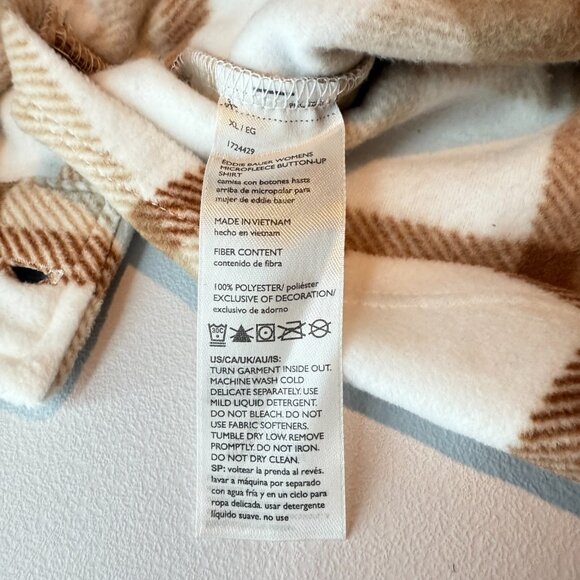 XL / EG
1724429
EDDIE BAUER WOMENS
MICROFLEECE BUTTON-UP
SHIRT
camisa con botones hasta
arriba de micropolar para
mujer de eddie bauer
MADE IN VIETNAM
hecho en vietnam
FIBER CONTENT
contenido de fibra
100% POLYESTER/ poliéster
EXCLUSIVE OF DECORATION/
exclusivo de adorno
30C
US/CA/UK/AU/IS:
TURN GARMENT INSIDE OUT.
MACHINE WASH COLD
DELICATE SEPARATELY. USE
MILD LIQUID DETERGENT.
DO NOT BLEACH. DO NOT
USE FABRIC SOFTENERS.
TUMBLE DRY LOW. REMOVE
PROMPTLY. DO NOT IRON.
DO NOT DRY CLEAN.
SP: voltear la prenda al revés.
lavar a máquina por separado
con agua fría y en un ciclo para
ropa delicada. usar detergente
líquido suave. no use